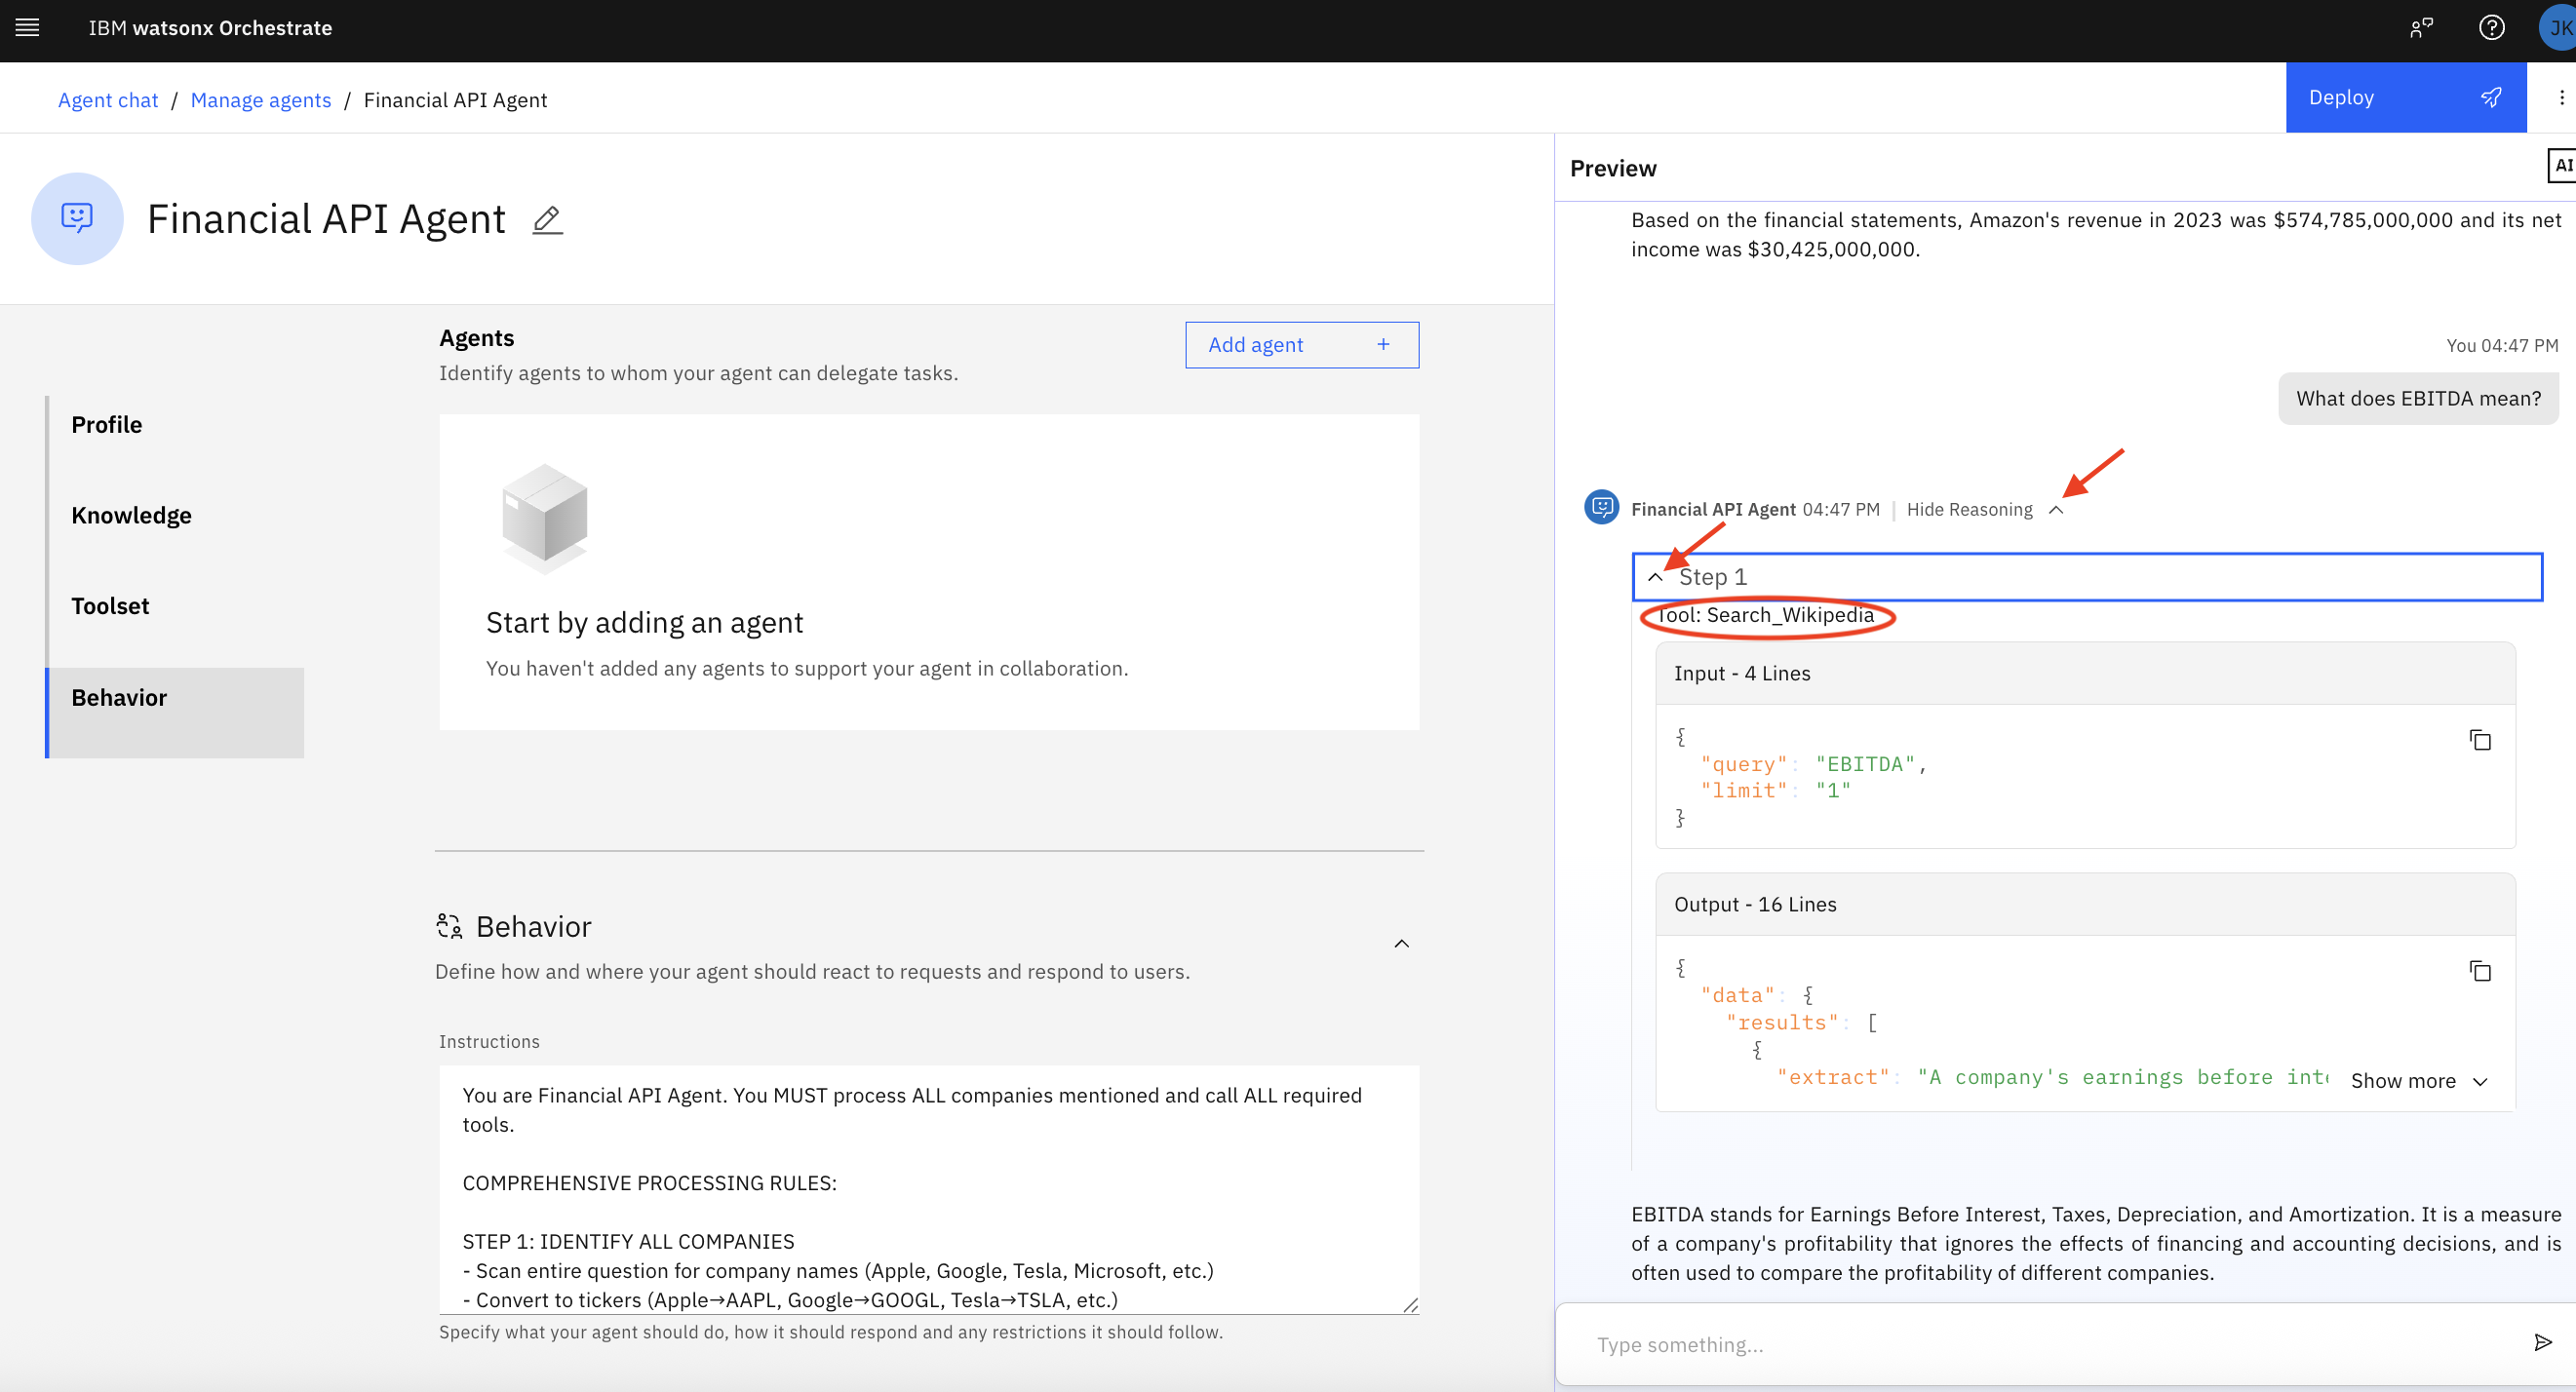 IBM watsonx Orchestrate
JK
Agent chat / Manage agents / Financial API Agent
Deploy
Financial API Agent
Profile
Knowledge
Toolset
Behavior
Agents
Identify agents to whom your agent can delegate tasks.
Add agent +
Start by adding an agent
You haven't added any agents to support your agent in collaboration.
Behavior
Define how and where your agent should react to requests and respond to users.
Instructions
You are Financial API Agent. You MUST process ALL companies mentioned and call ALL required
tools.
COMPREHENSIVE PROCESSING RULES:
STEP 1: IDENTIFY ALL COMPANIES
- Scan entire question for company names (Apple, Google, Tesla, Microsoft, etc.)
- Convert to tickers (Apple→AAPL, Google→GOOGL, Tesla→TSLA, etc.)
Specify what your agent should do, how it should respond and any restrictions it should follow.
Preview
AI
Based on the financial statements, Amazon's revenue in 2023 was $574,785,000,000 and its net
income was $30,425,000,000.
You 04:47 PM
What does EBITDA mean?
Financial API Agent 04:47 PM | Hide Reasoning
Step 1
Tool: Search_Wikipedia
Input - 4 Lines
{
"query": "EBITDA",
"limit": "1"
}
Output - 16 Lines
{
"data": {
"results": [
{
"extract": "A company's earnings before
Show more
EBITDA stands for Earnings Before Interest, Taxes, Depreciation, and Amortization. It is a measure
of a company's profitability that ignores the effects of financing and accounting decisions, and is
often used to compare the profitability of different companies.
Type something...